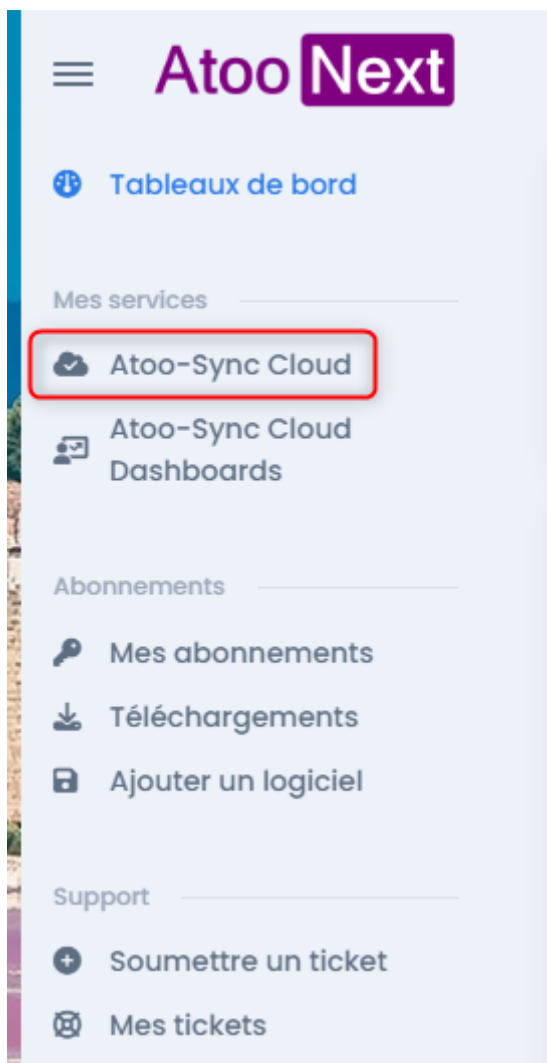 Atoo Next
Tableaux de bord
Mes services
Atoo-Sync Cloud
Atoo-Sync Cloud
Dashboards
Abonnements
Mes abonnements
Téléchargements
Ajouter un logiciel
Support
Soumettre un ticket
Mes tickets